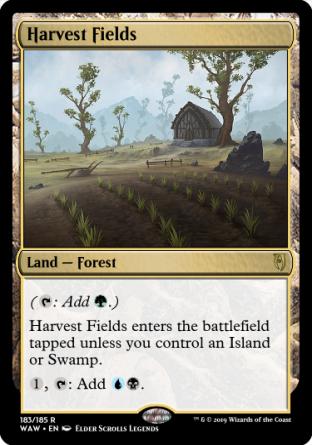 Harvest Fields
Land — Forest
(: Add .)
Harvest Fields enters the battlefield
tapped unless you control an Island
or Swamp.
1, : Add .
183/185 R
WAW • EN ELDER SCROLLS LEGENDS
™ & © 2019 Wizards of the Coast